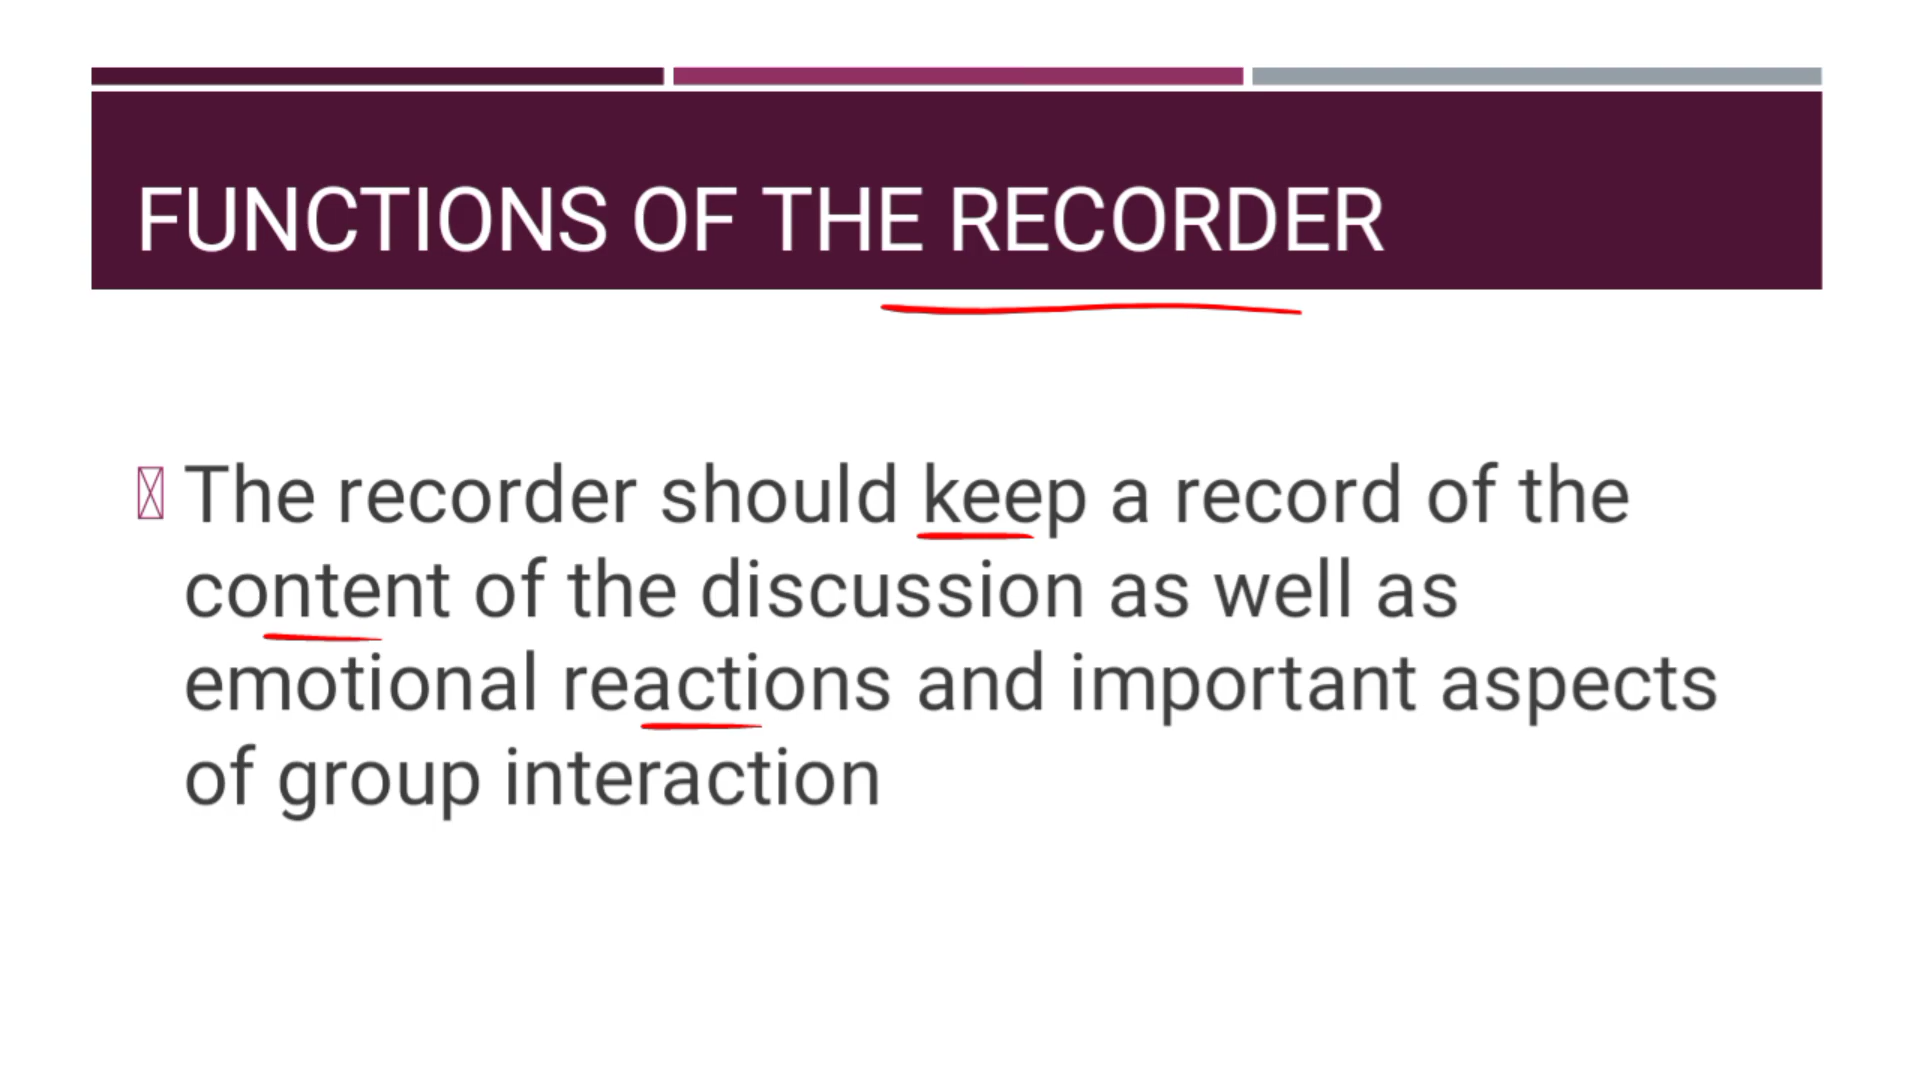 FUNCTIONS OF THE RECORDER
The recorder should keep a record of the
content of the discussion as well as
emotional reactions and important aspects
of group interaction